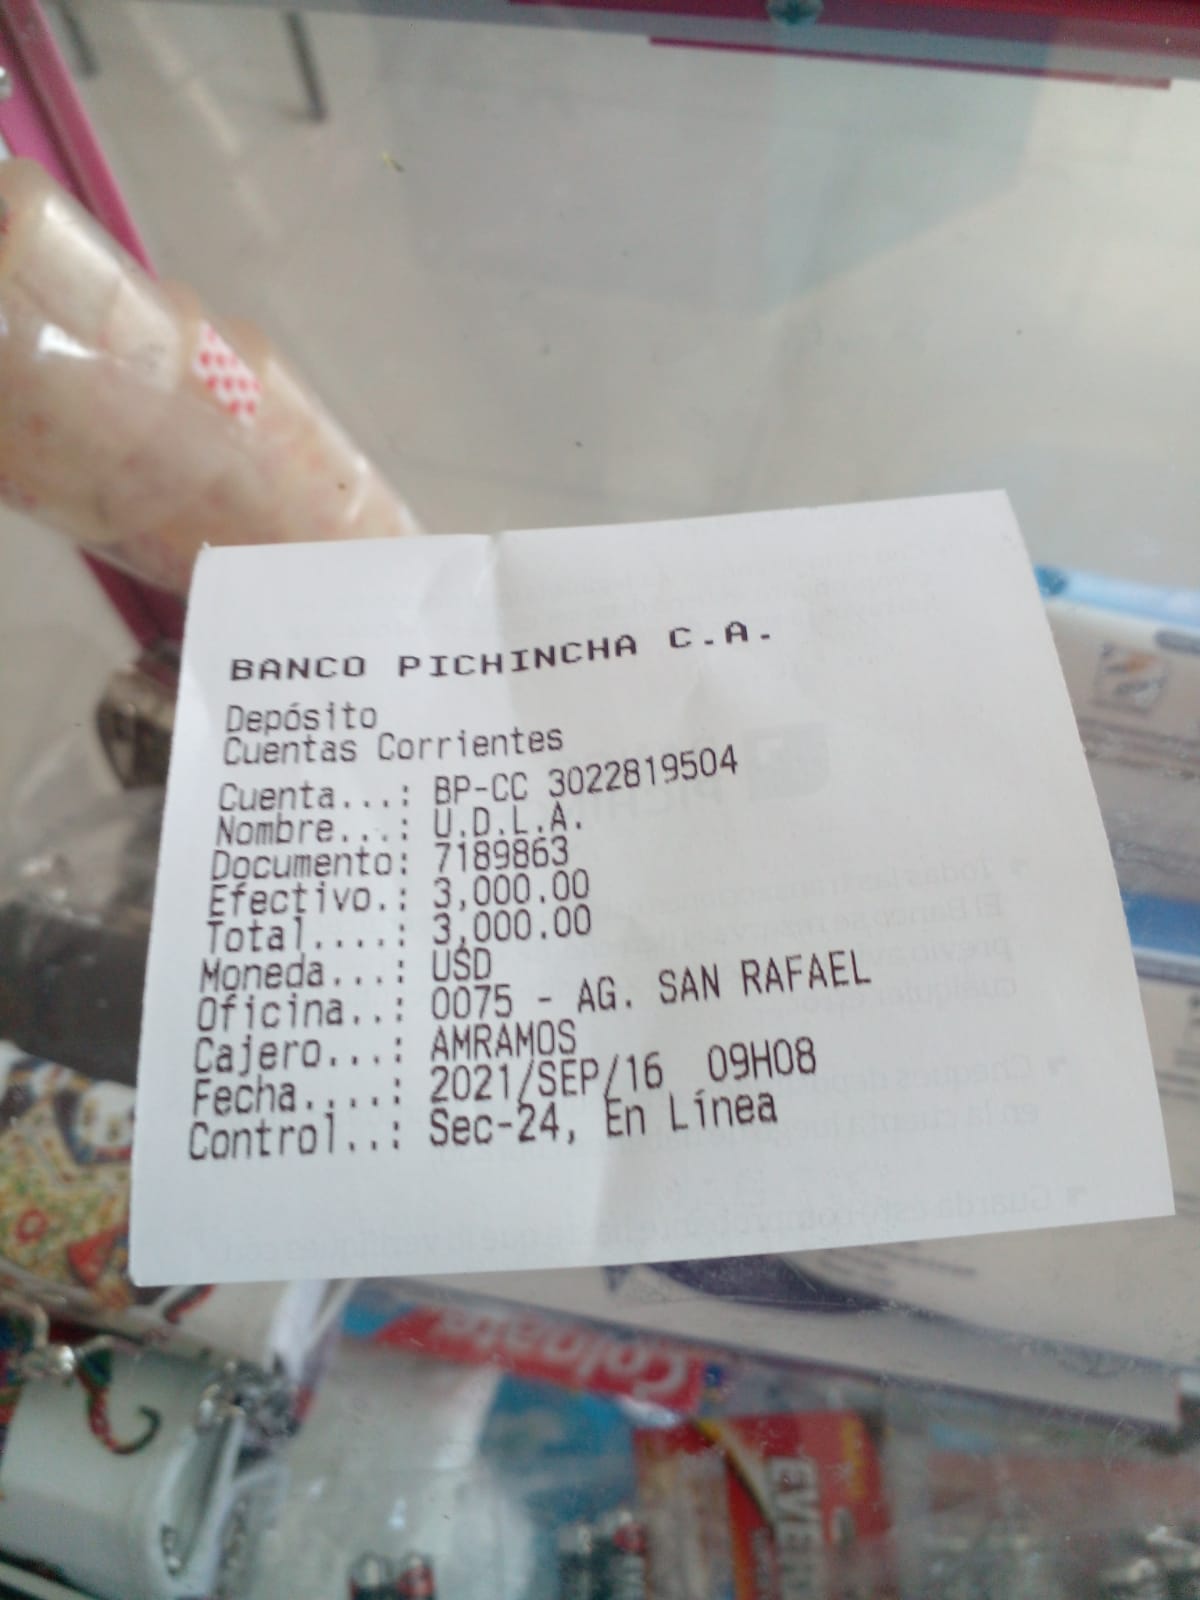 BANCO PICHINCHA C.A.
Depósito
Cuentas Corrientes
Cuenta...: BP-CC 3022819504
Nombre...: U.D.L.A.
Documento: 7189863
Efectivo.: 3,000.00
Total....: 3,000.00
Moneda...: USD
Oficina..: 0075 - AG. SAN RAFAEL
Cajero...: AMRAMOS
Fecha....: 2021/SEP/16 09H08
Control..: Sec-24, En Línea
Colgate